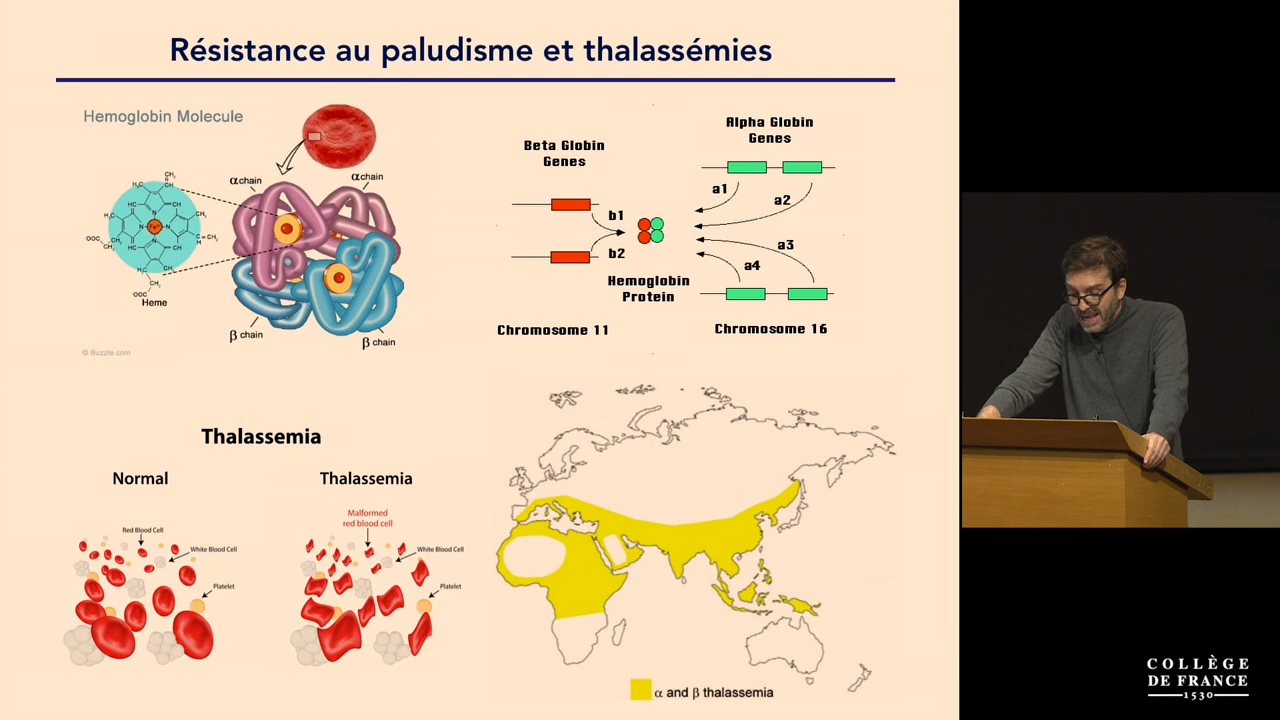 Résistance au paludisme et thalassémies
Hemoglobin Molecule
α chain
α chain
β chain
β chain
Heme
© Buzzle.com
Beta Globin
Genes
Alpha Globin
Genes
b1
b2
a1
a2
a3
a4
Hemoglobin
Protein
Chromosome 11
Chromosome 16
Thalassemia
Normal
Thalassemia
Red Blood Cell
White Blood Cell
Platelet
Malformed
red blood cell
White Blood Cell
Platelet
α and β thalassemia
COLLÈGE
DE FRANCE
1530